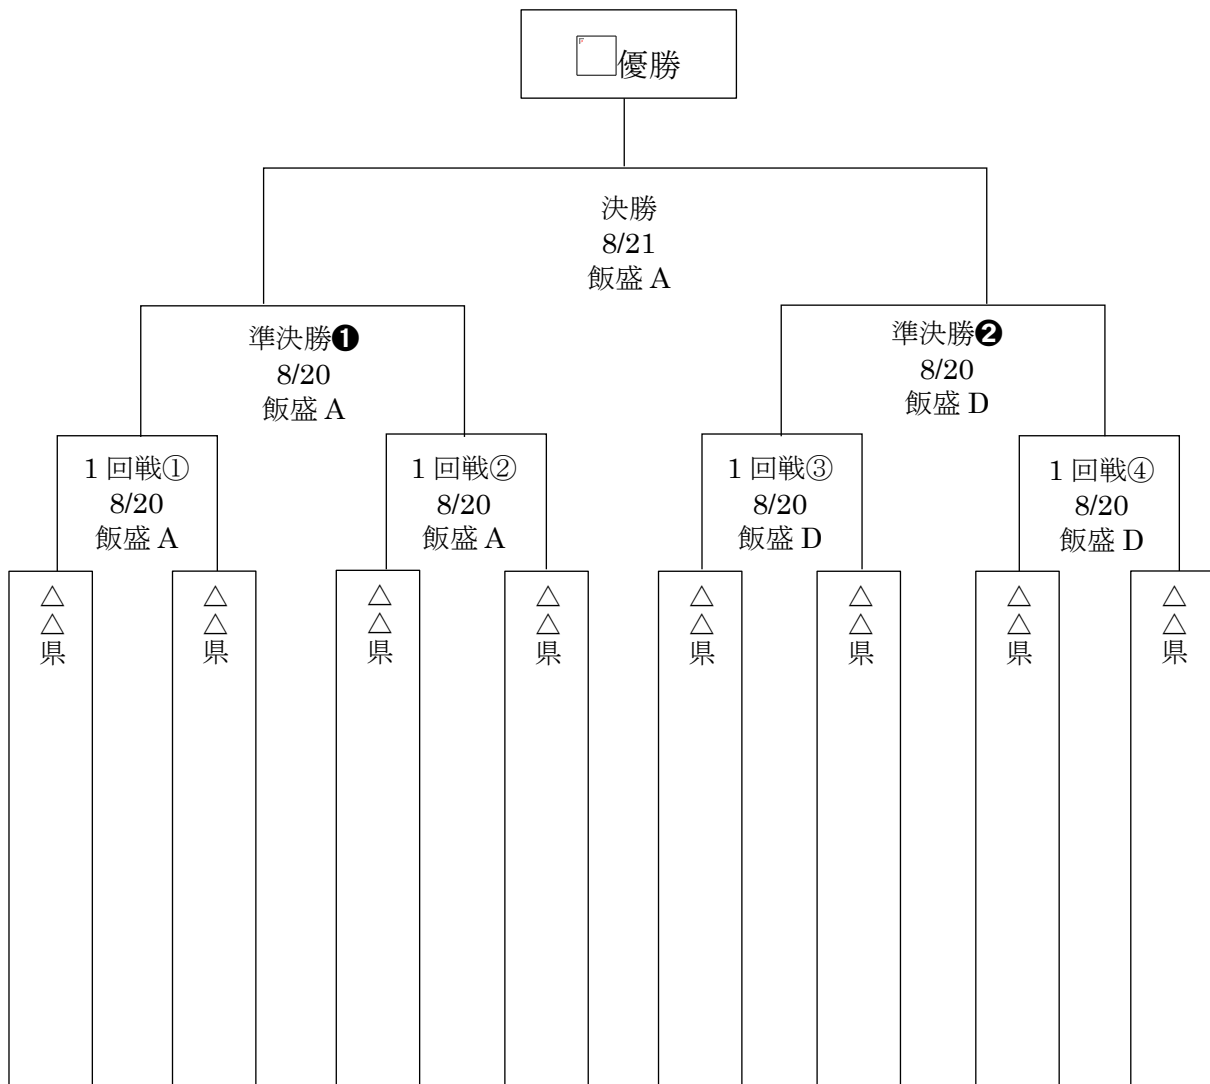 優勝
決勝
8/21
飯盛 A
準決勝❶
8/20
飯盛 A
準決勝❷
8/20
飯盛 D
1 回戦①
8/20
飯盛 A
1 回戦②
8/20
飯盛 A
1 回戦③
8/20
飯盛 D
1 回戦④
8/20
飯盛 D
△△県
△△県
△△県
△△県
△△県
△△県
△△県
△△県